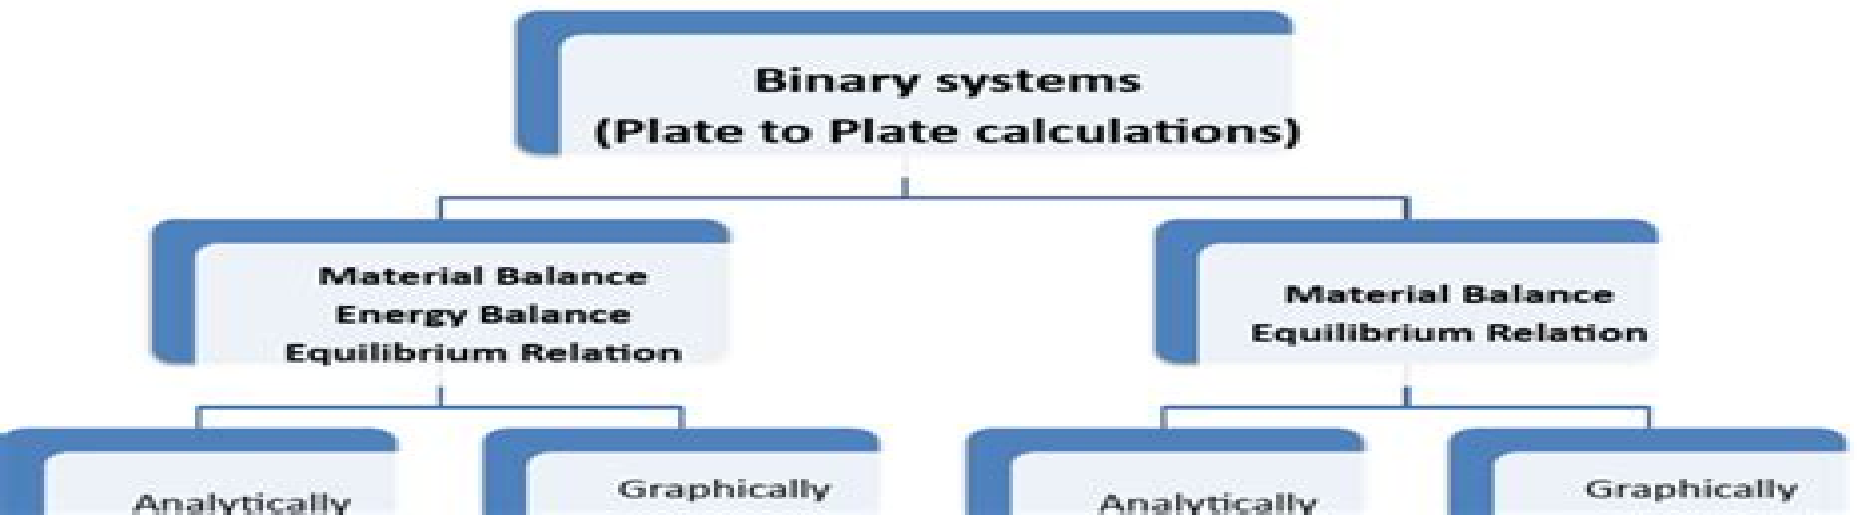 Binary systems
(Plate to Plate calculations)
Material Balance
Energy Balance
Equilibrium Relation
Material Balance
Equilibrium Relation
Analytically
Graphically
Analytically
Graphically